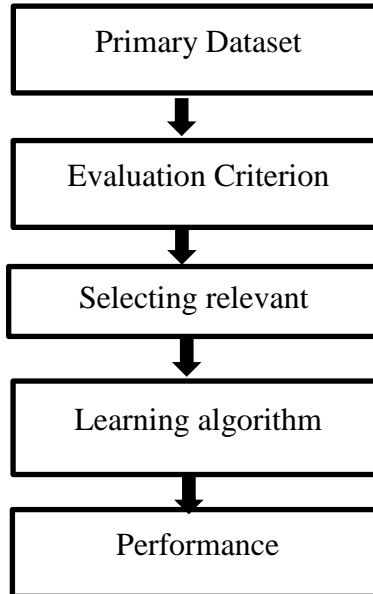 Primary Dataset
Evaluation Criterion
Selecting relevant
Learning algorithm
Performance